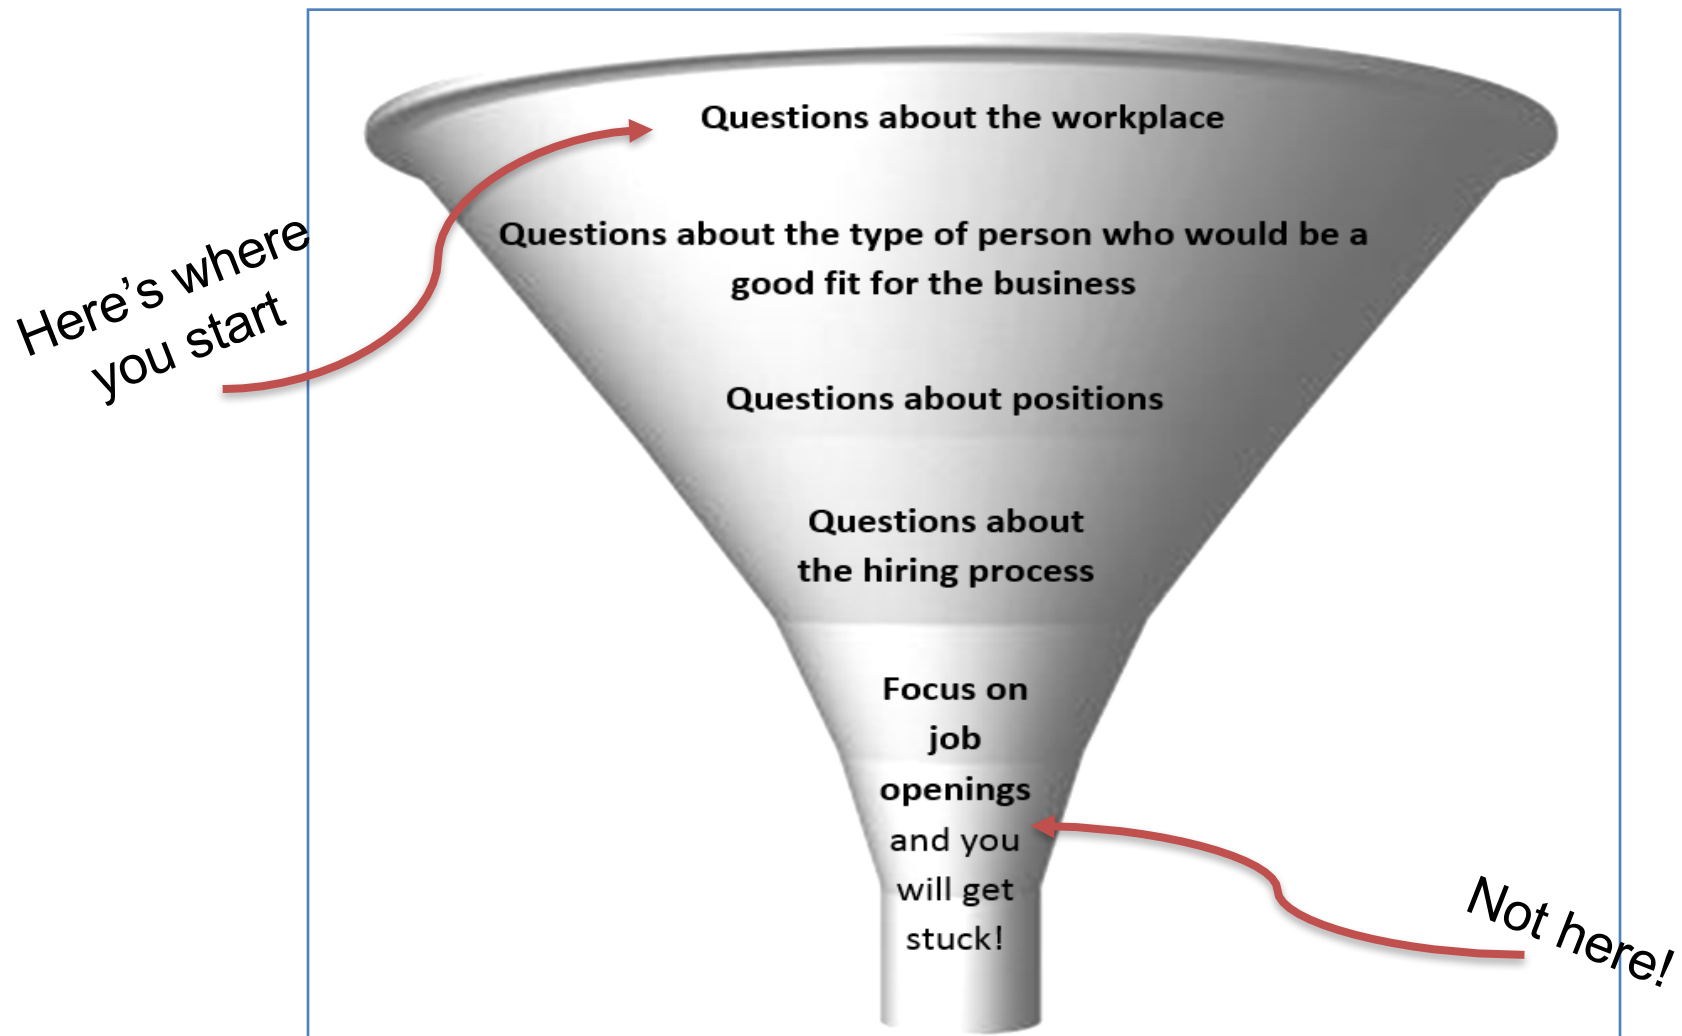 Questions about the workplace
Here's where
you start
Questions about the type of person who would be a
good fit for the business
Questions about positions
Questions about
the hiring process
Focus on
job
openings
and you
will get
stuck!
Not here!